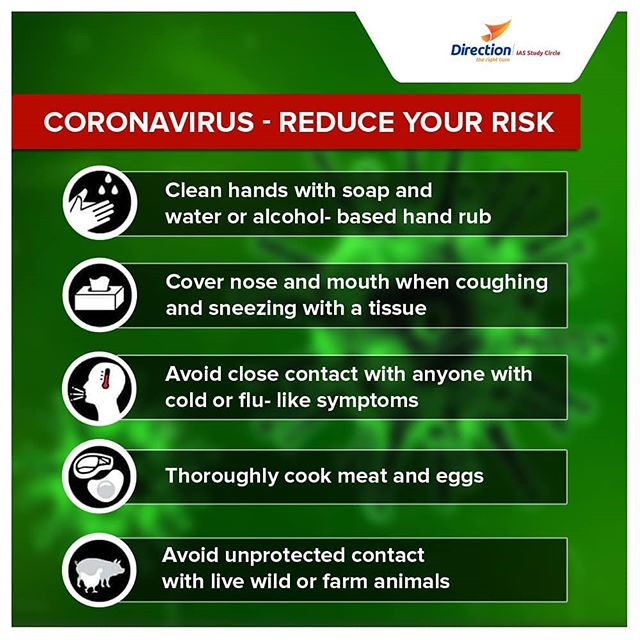 Direction IAS Study Circle
the right turn
CORONAVIRUS - REDUCE YOUR RISK
Clean hands with soap and
water or alcohol- based hand rub
Cover nose and mouth when coughing
and sneezing with a tissue
Avoid close contact with anyone with
cold or flu- like symptoms
Thoroughly cook meat and eggs
Avoid unprotected contact
with live wild or farm animals